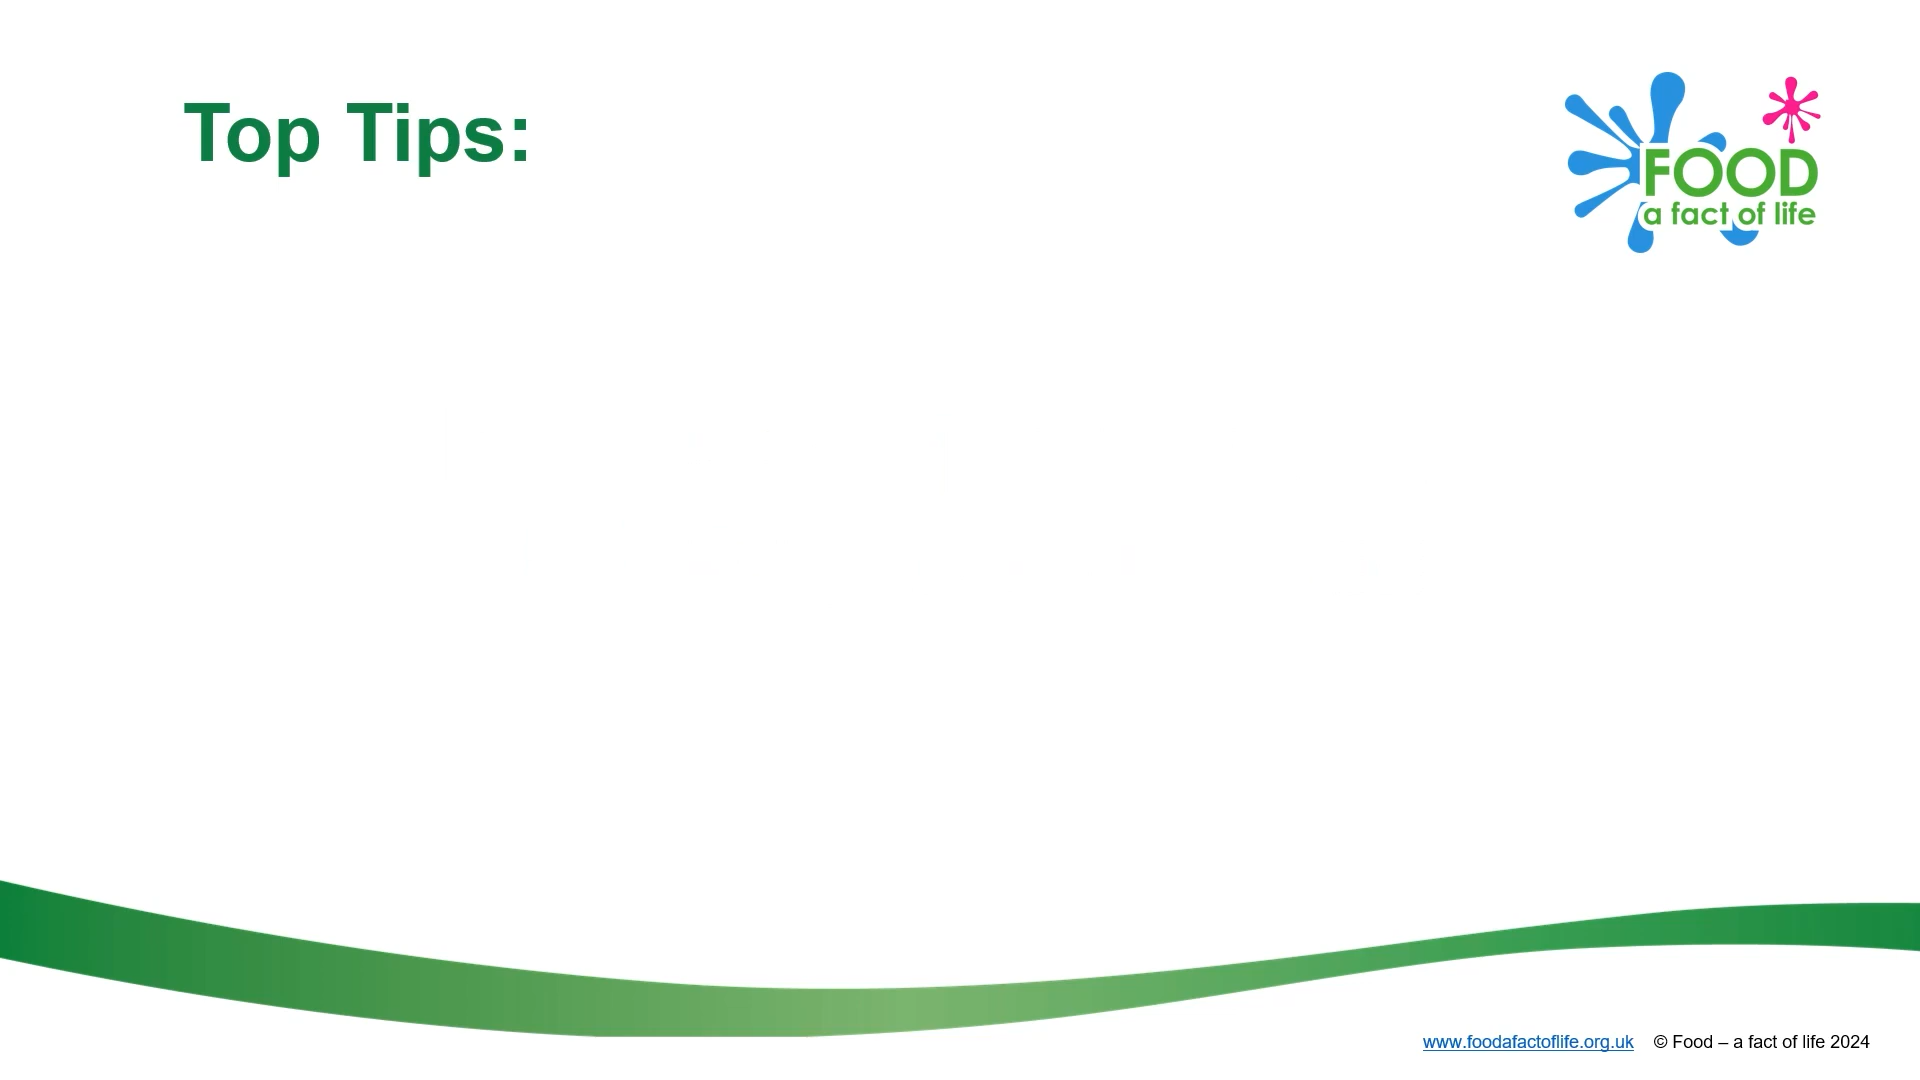 Top Tips:
FOOD
a fact of life
www.foodafactoflife.org.uk © Food – a fact of life 2024